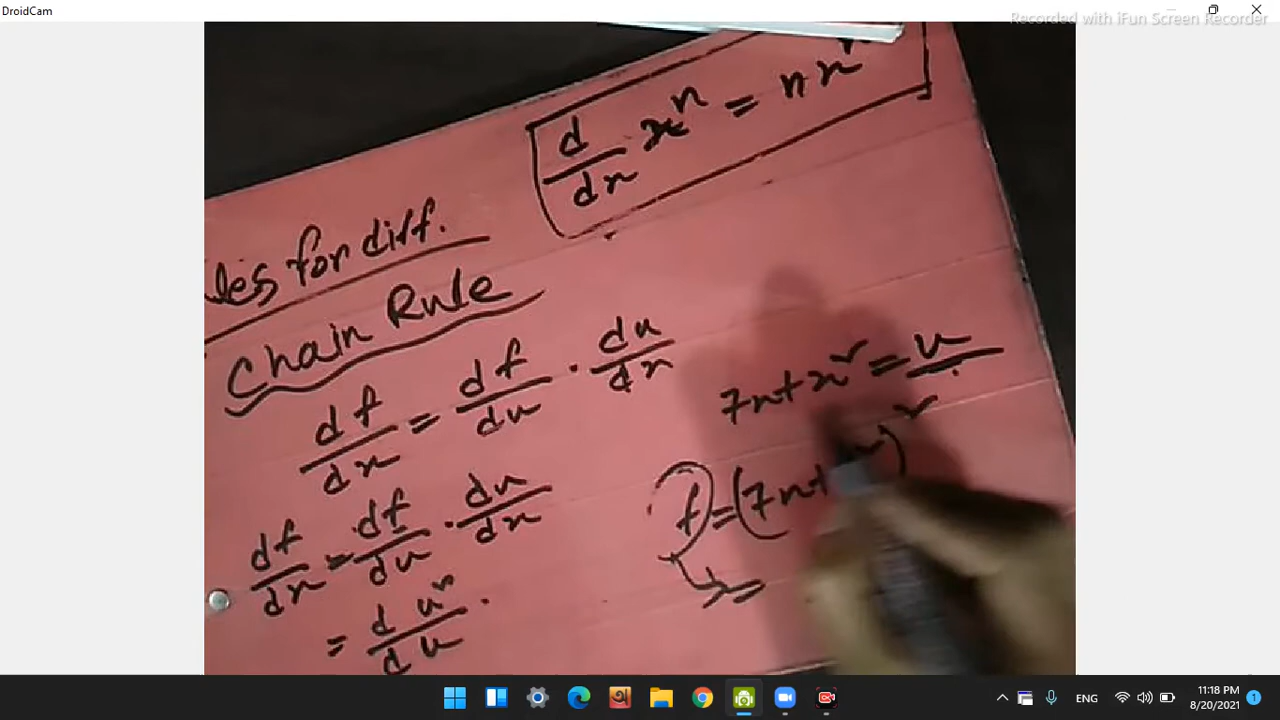 DroidCam
Recorded with iFun Screen Recorder
d/dx x^n = n x^n
for diff.
Chain Rule
df/dx = df/du · du/dx
7x + x² = u
df/dx = df/du · du/dx
f = (7x +
= d u²/du ·
=
ENG
11:18 PM
8/20/2021
1